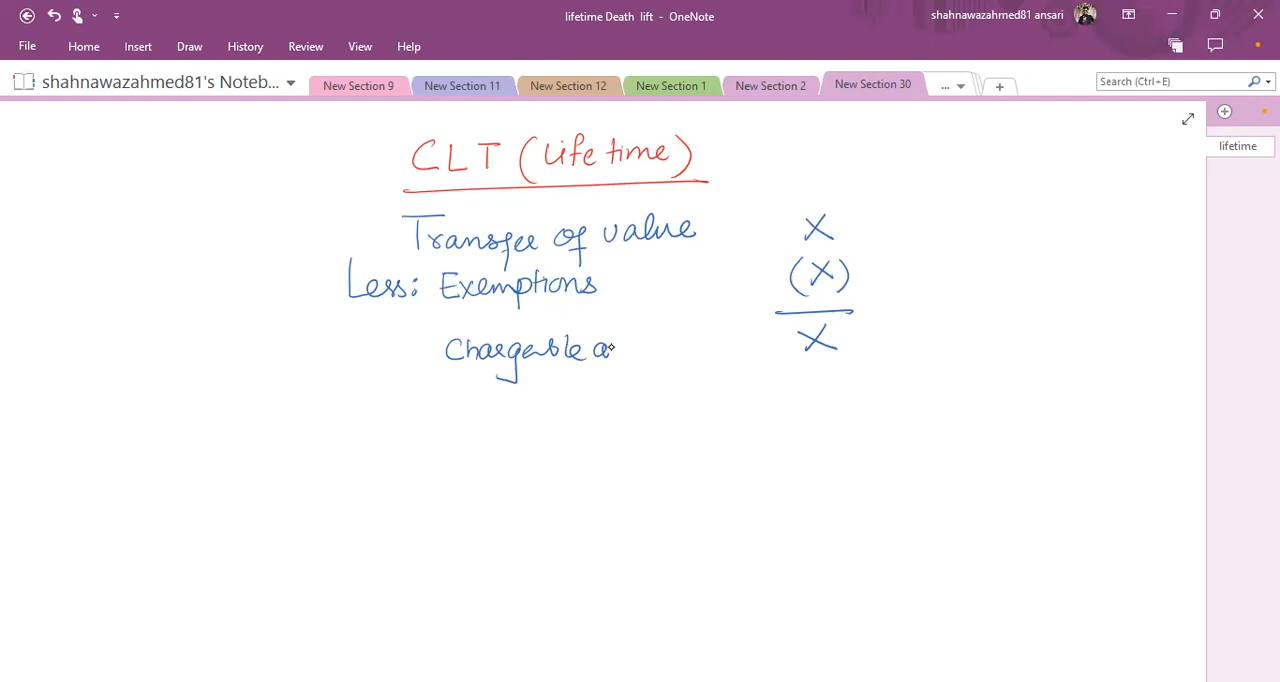 lifetime Death lift - OneNote
shahnawazahmed81 ansari
File Home Insert Draw History Review View Help
shahnawazahmed81's Noteb...
New Section 9
New Section 11
New Section 12
New Section 1
New Section 2
New Section 30
...
Search (Ctrl+E)
lifetime
CLT (lifetime)
Transfer of value X
Less: Exemptions (X)
Chargeable a X